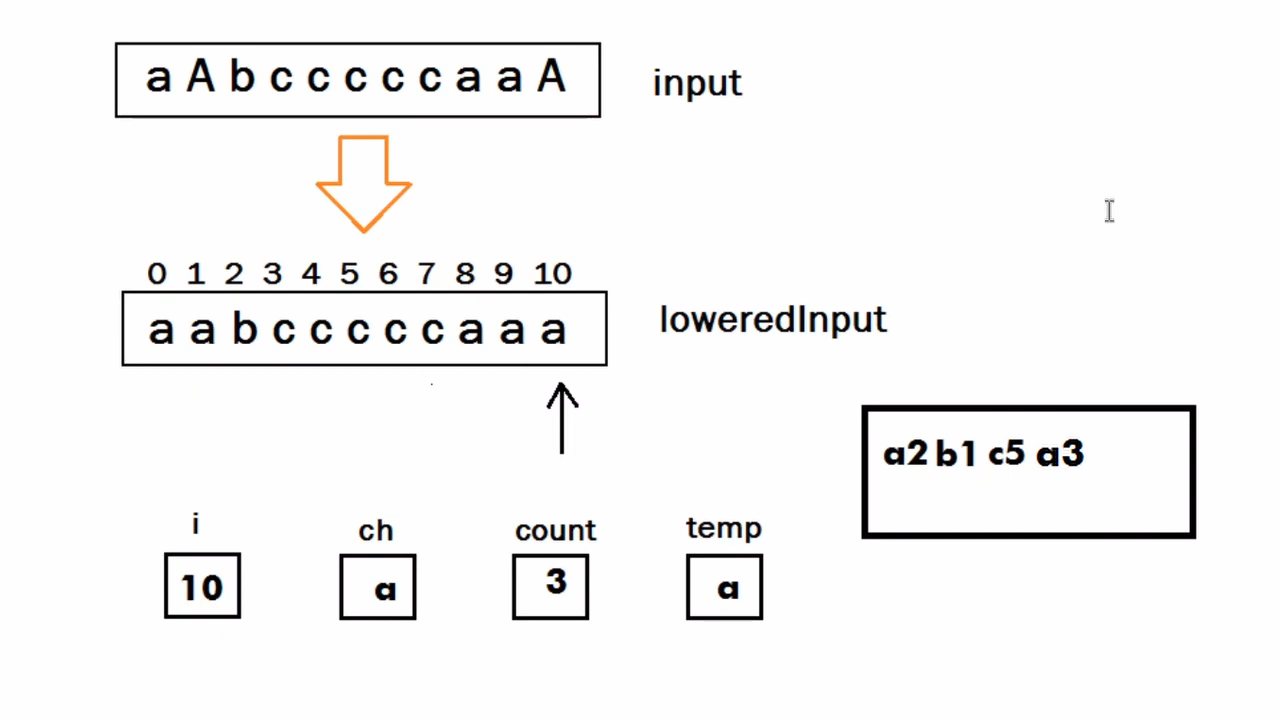 a A b c c c c c a a A input
0 1 2 3 4 5 6 7 8 9 10
a a b c c c c c a a a loweredInput
a2 b1 c5 a3
i ch count temp
10 a 3 a